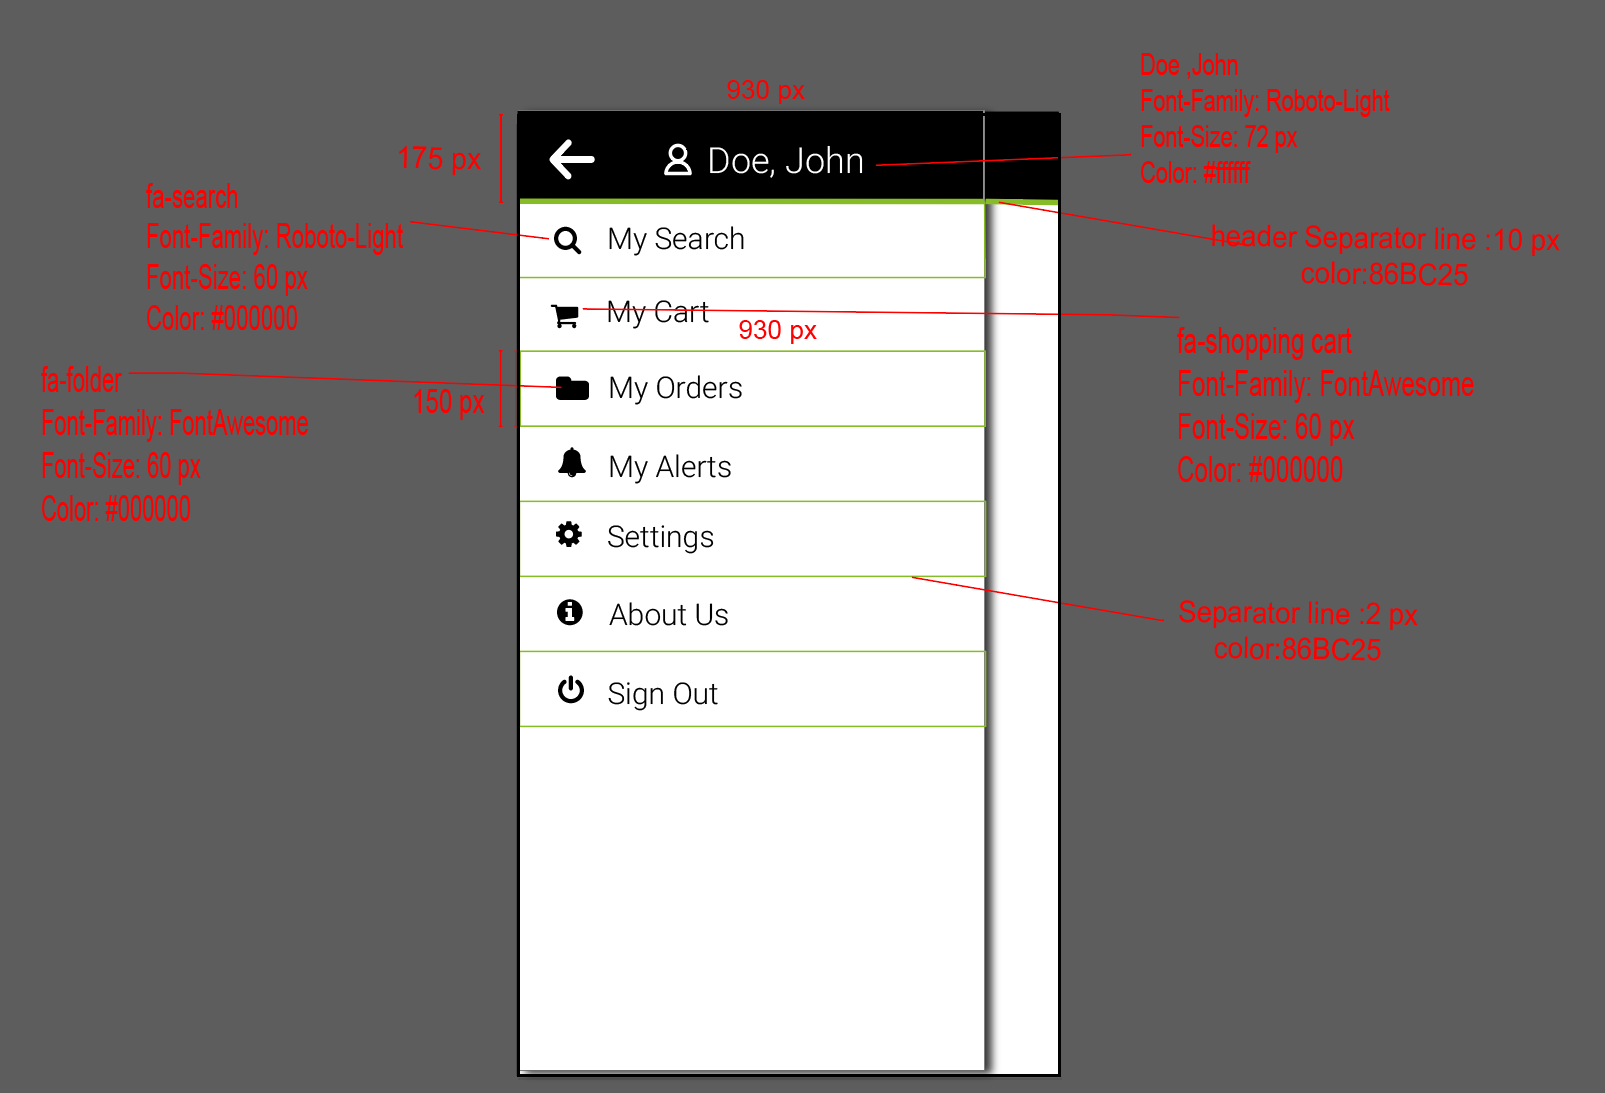 930 px
Doe ,John
Font-Family: Roboto-Light
Font-Size: 72 px
Color: #ffffff
175 px
Doe, John
fa-search
Font-Family: Roboto-Light
Font-Size: 60 px
Color: #000000
header Separator line :10 px
color:86BC25
My Search
My Cart
930 px
fa-shopping cart
Font-Family: FontAwesome
Font-Size: 60 px
Color: #000000
fa-folder
Font-Family: FontAwesome
Font-Size: 60 px
Color: #000000
150 px
My Orders
My Alerts
Settings
About Us
Separator line :2 px
color:86BC25
Sign Out